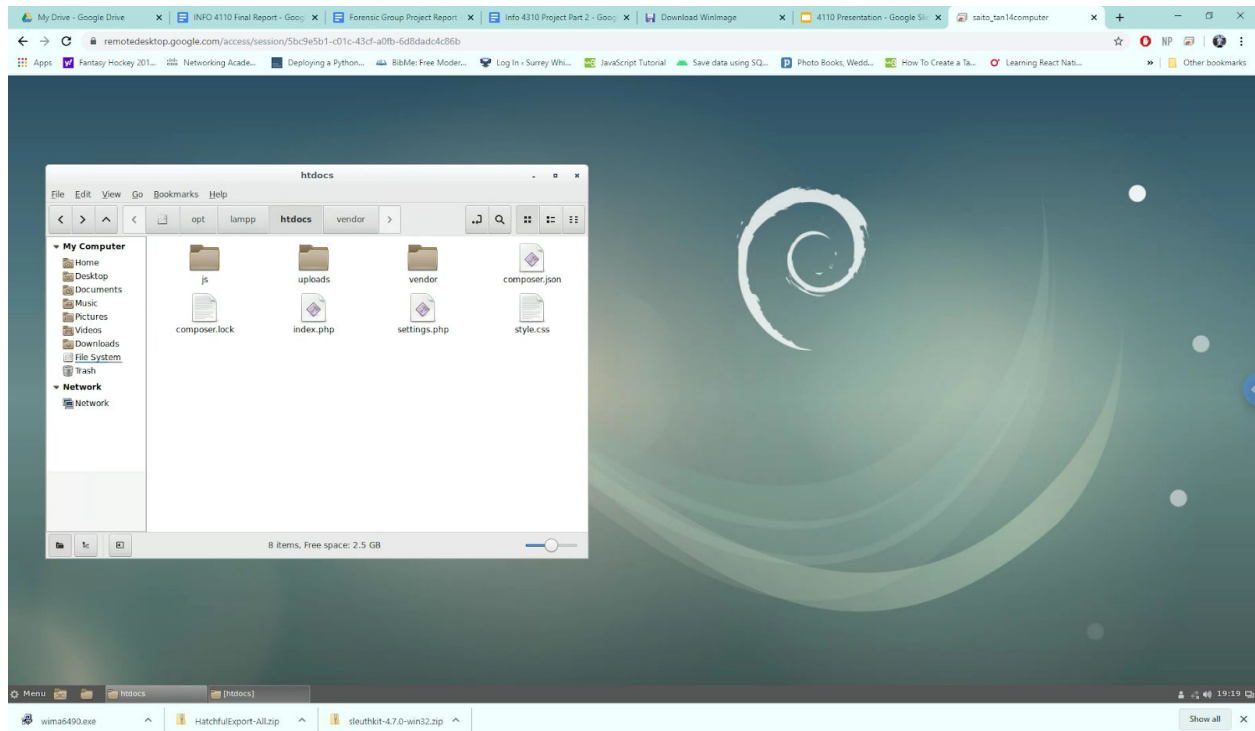 My Drive - Google Drive
INFO 4110 Final Report - Goog
Forensic Group Project Report
Info 4310 Project Part 2 - Goog
Download WinImage
4110 Presentation - Google Sli
saito_tan14computer
remotedesktop.google.com/access/session/5bc9e5b1-c01c-43cf-a0fb-6d8dadc4c86b
NP
Apps
Fantasy Hockey 201...
Networking Acade...
Deploying a Python...
BibMe: Free Moder...
Log In ‹ Surrey Whi...
JavaScript Tutorial
Save data using SQ...
Photo Books, Wedd...
How To Create a Ta...
Learning React Nati...
»
Other bookmarks
htdocs
File Edit View Go Bookmarks Help
opt lampp htdocs vendor
My Computer
Home
Desktop
Documents
Music
Pictures
Videos
Downloads
File System
Trash
Network
Network
js uploads vendor composer.json
composer.lock index.php settings.php style.css
8 items, Free space: 2.5 GB
Menu htdocs [htdocs] 19:19
wima6490.exe HatchfulExport-All.zip sleuthkit-4.7.0-win32.zip Show all